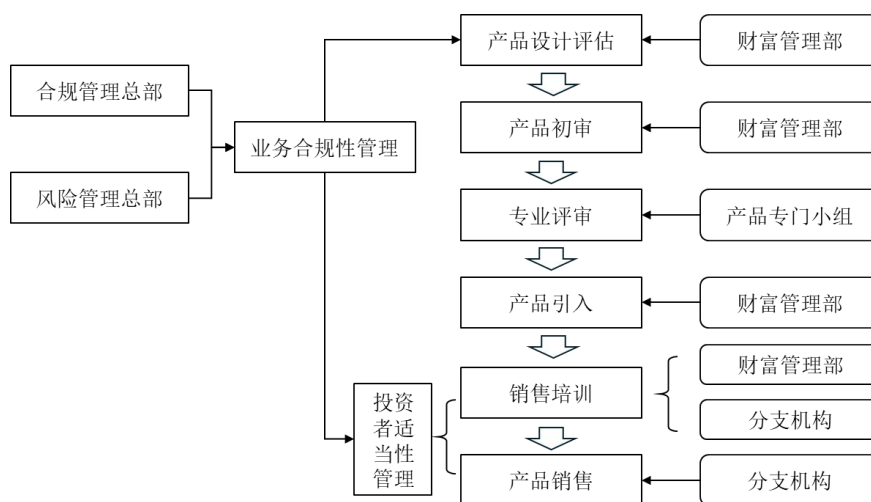 产品设计评估
财富管理部
合规管理总部
产品初审
财富管理部
业务合规性管理
风险管理总部
专业评审
产品专门小组
产品引入
财富管理部
财富管理部
销售培训
投资
者适
当性
管理
分支机构
产品销售
分支机构